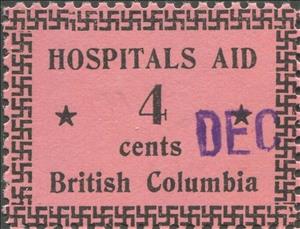 HOSPITALS AID
4
cents
DEC
British Columbia